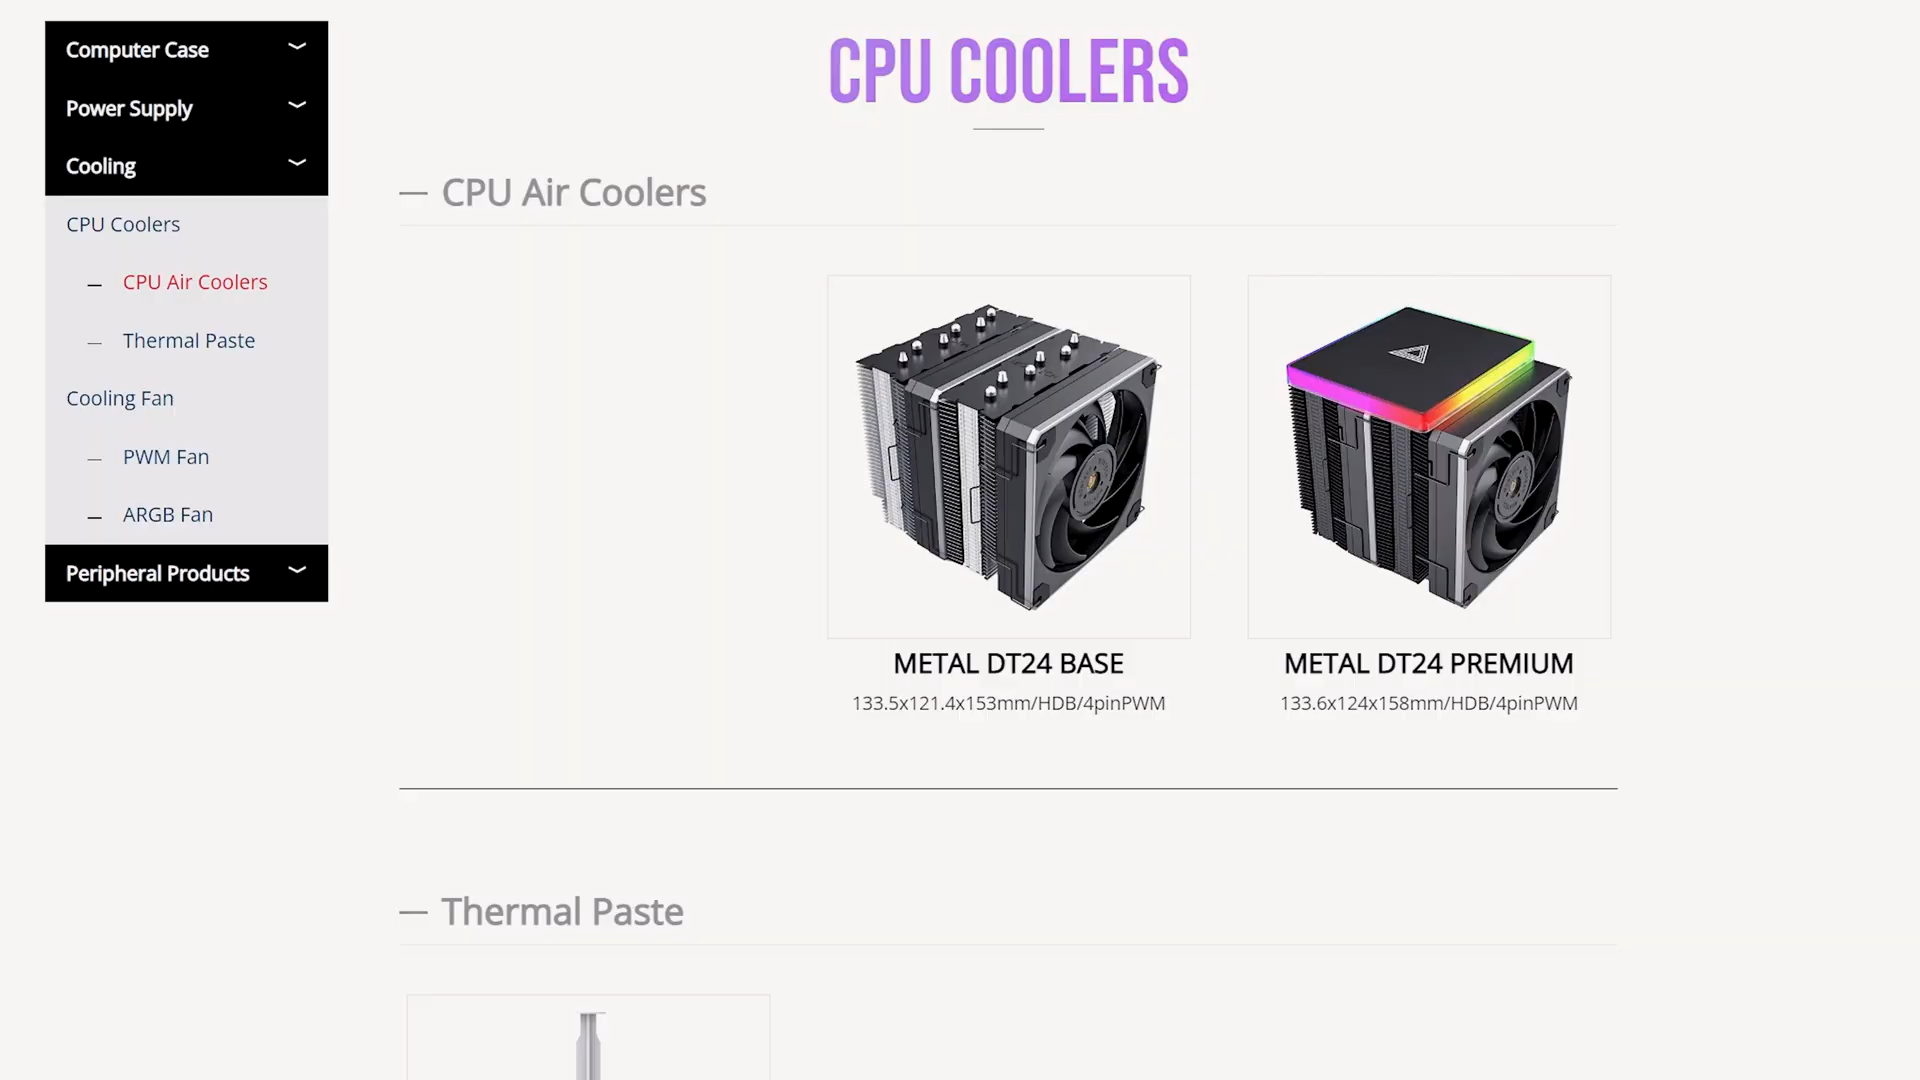 Computer Case
Power Supply
Cooling
CPU Coolers
CPU Air Coolers
Thermal Paste
Cooling Fan
PWM Fan
ARGB Fan
Peripheral Products
CPU COOLERS
CPU Air Coolers
METAL DT24 BASE
133.5x121.4x153mm/HDB/4pinPWM
METAL DT24 PREMIUM
133.6x124x158mm/HDB/4pinPWM
Thermal Paste